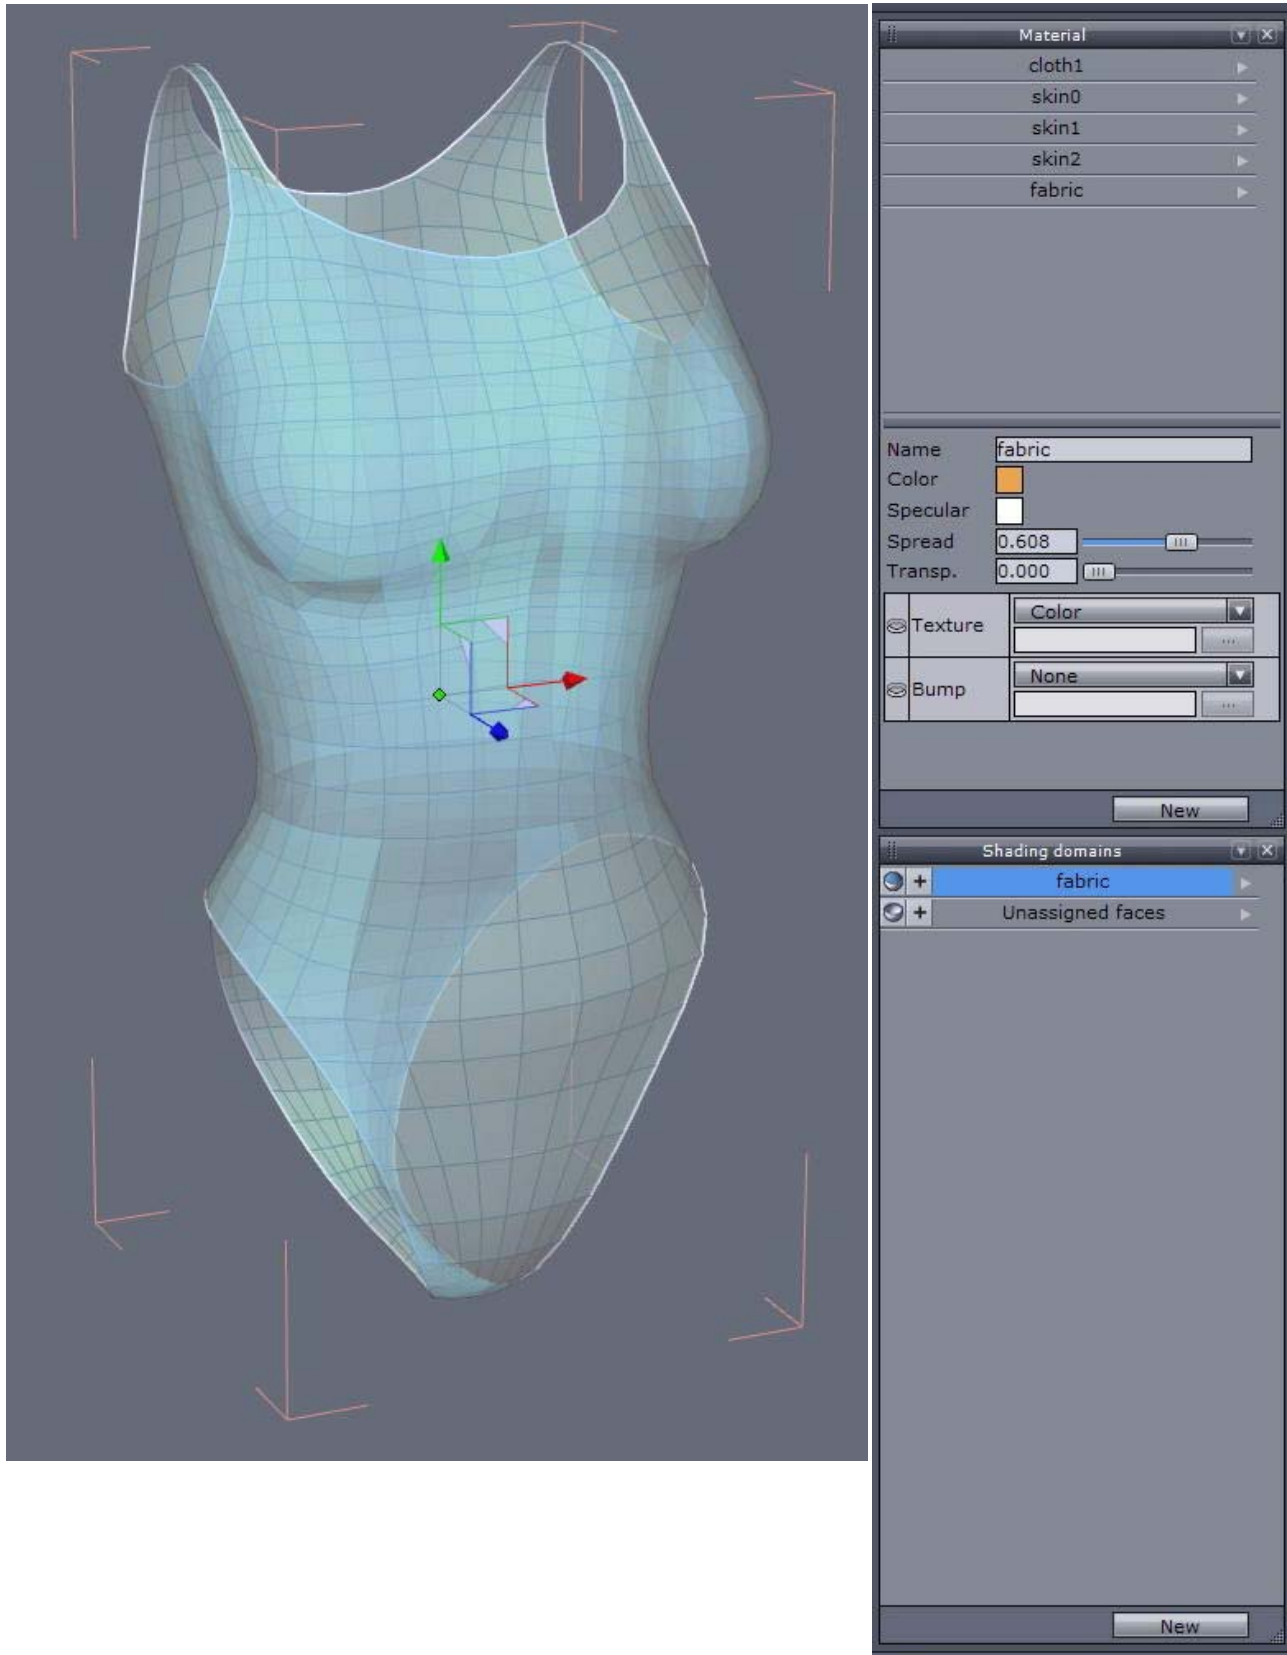 Material
cloth1
skin0
skin1
skin2
fabric
Name fabric
Color
Specular
Spread 0.608
Transp. 0.000
Texture Color
...
Bump None
...
New
Shading domains
+ fabric
+ Unassigned faces
New